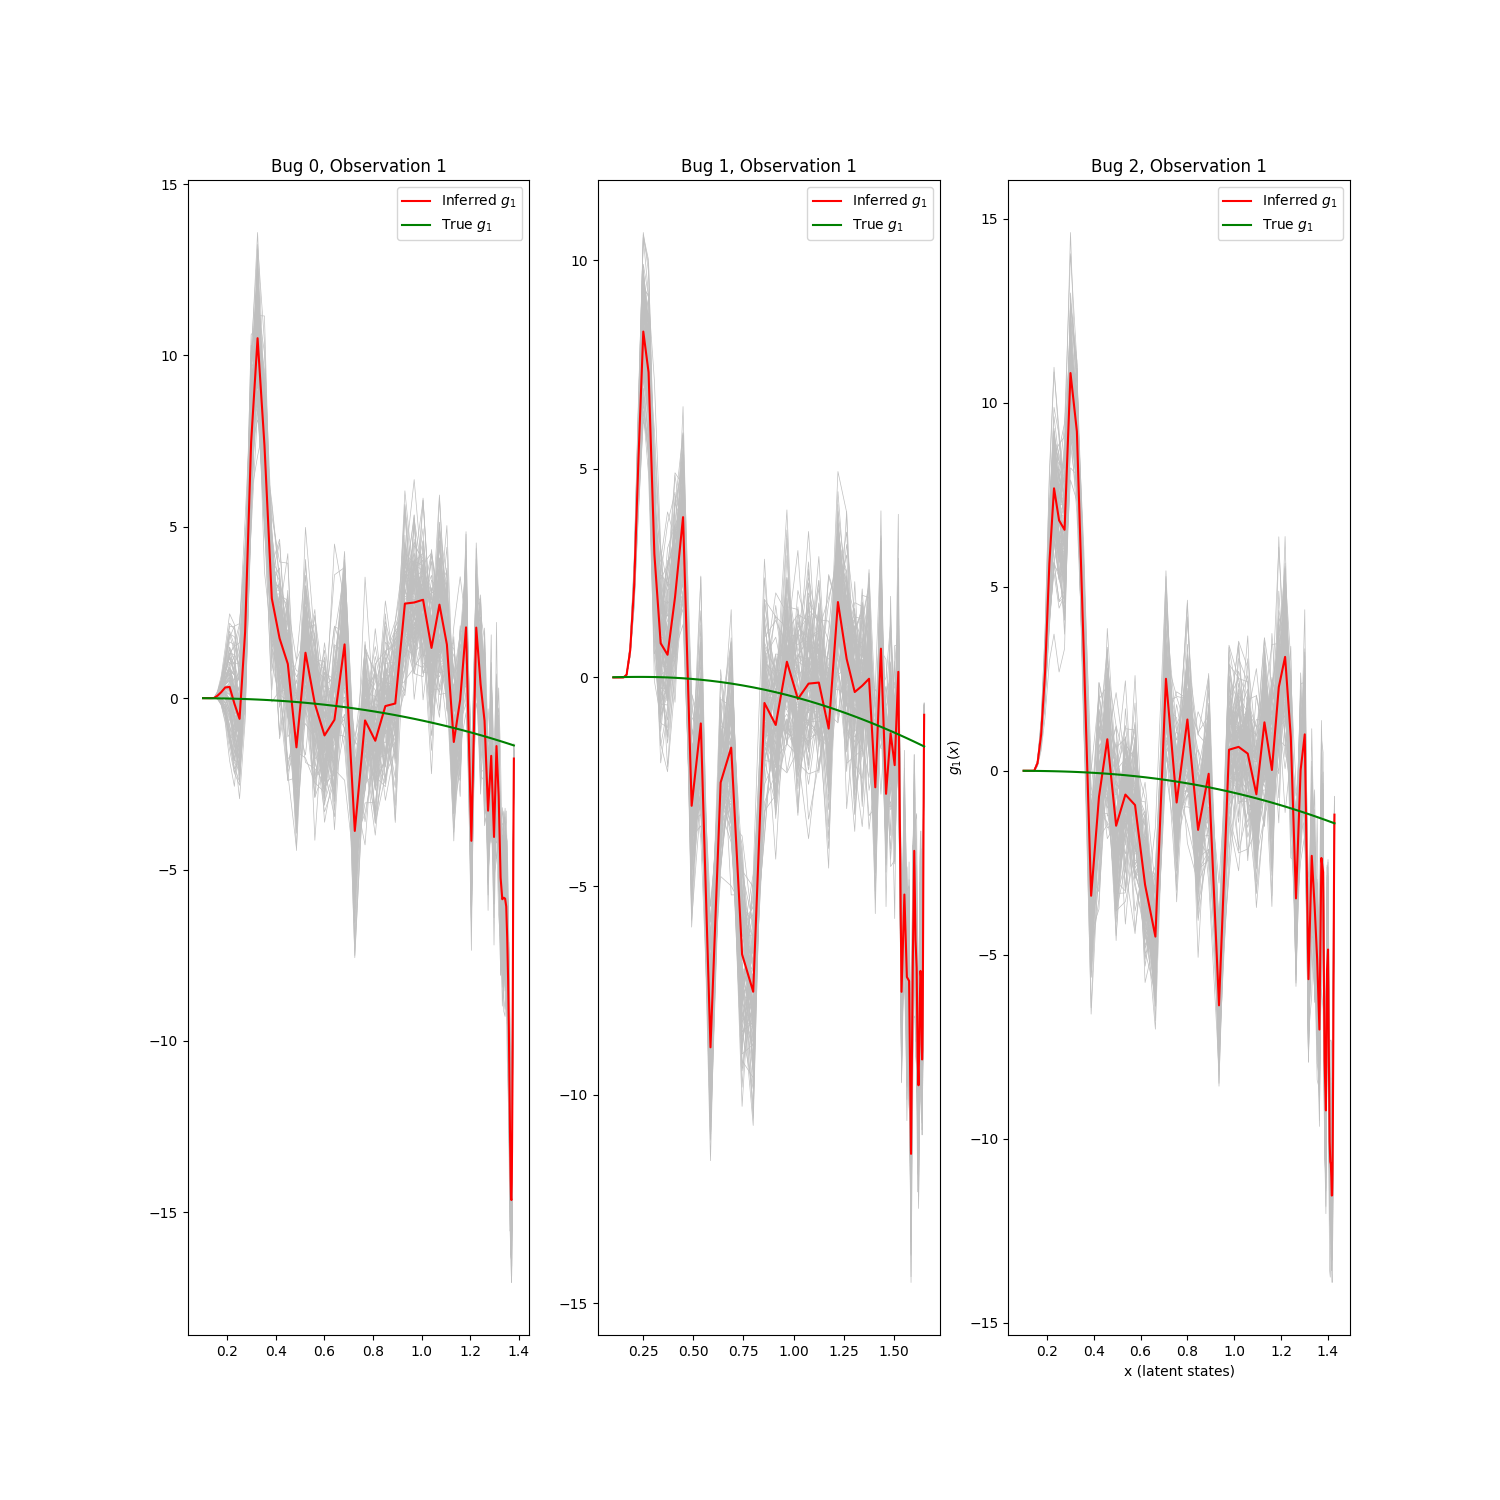 Bug 0, Observation 1
Inferred g₁
True g₁
15
10
5
0
−5
−10
−15
0.2 0.4 0.6 0.8 1.0 1.2 1.4
Bug 1, Observation 1
Inferred g₁
True g₁
10
5
0
−5
−10
−15
0.25 0.50 0.75 1.00 1.25 1.50
Bug 2, Observation 1
Inferred g₁
True g₁
g₁(x)
15
10
5
0
−5
−10
−15
0.2 0.4 0.6 0.8 1.0 1.2 1.4
x (latent states)